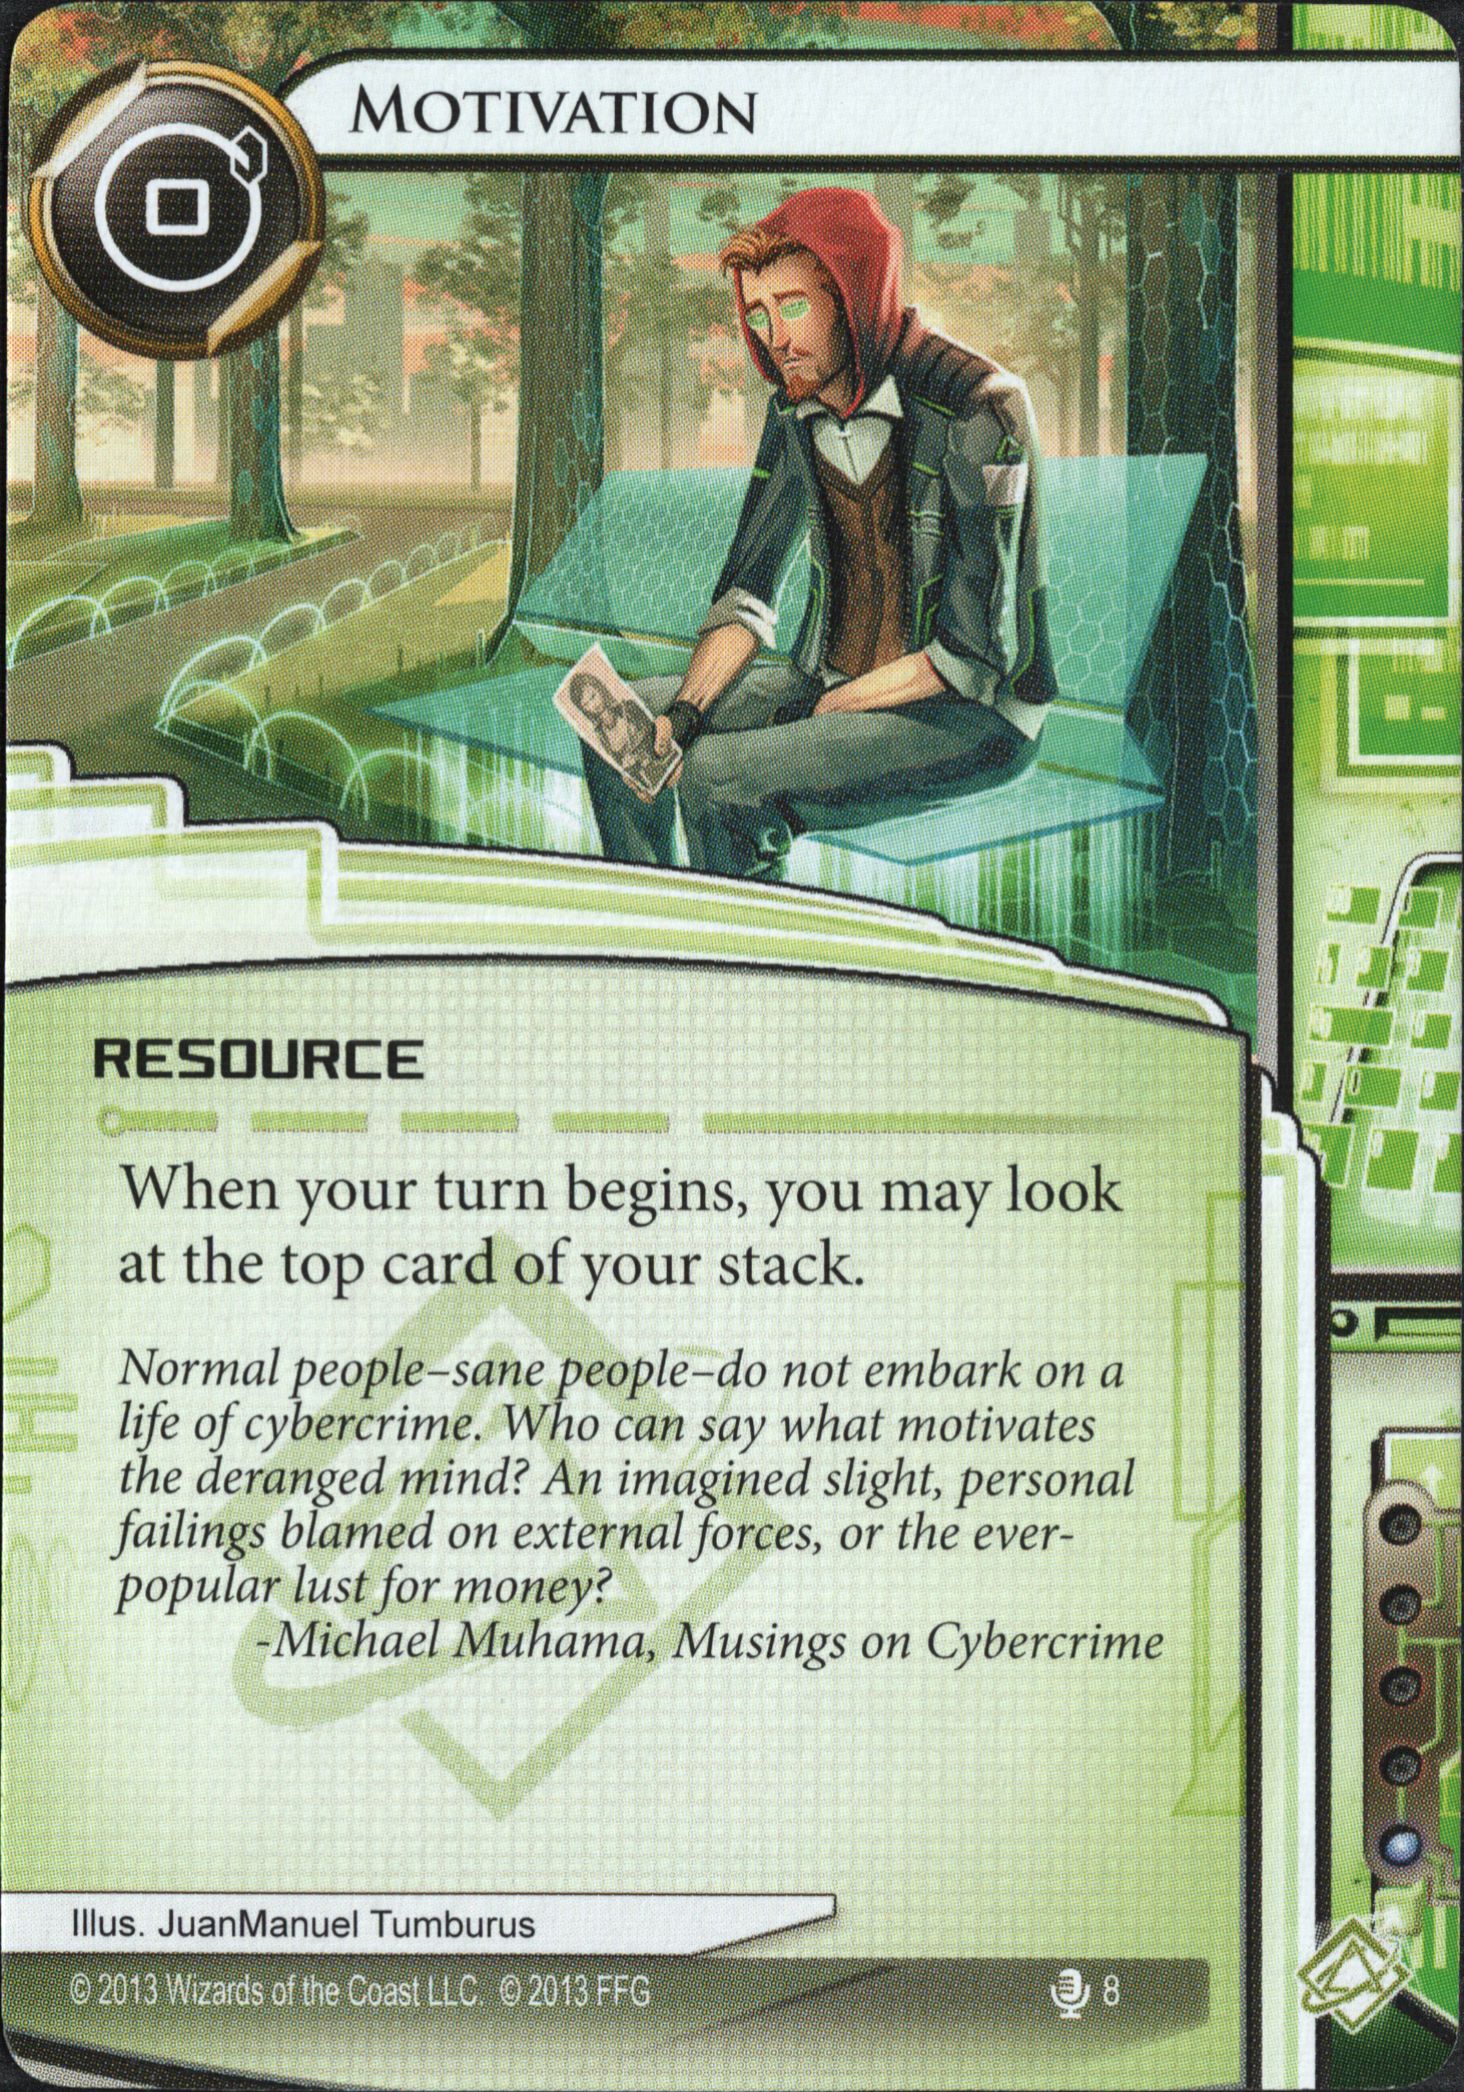 MOTIVATION
RESOURCE
When your turn begins, you may look
at the top card of your stack.
Normal people–sane people–do not embark on a
life of cybercrime. Who can say what motivates
the deranged mind? An imagined slight, personal
failings blamed on external forces, or the ever-
popular lust for money?
-Michael Muhama, Musings on Cybercrime
Illus. JuanManuel Tumburus
© 2013 Wizards of the Coast LLC. © 2013 FFG
8